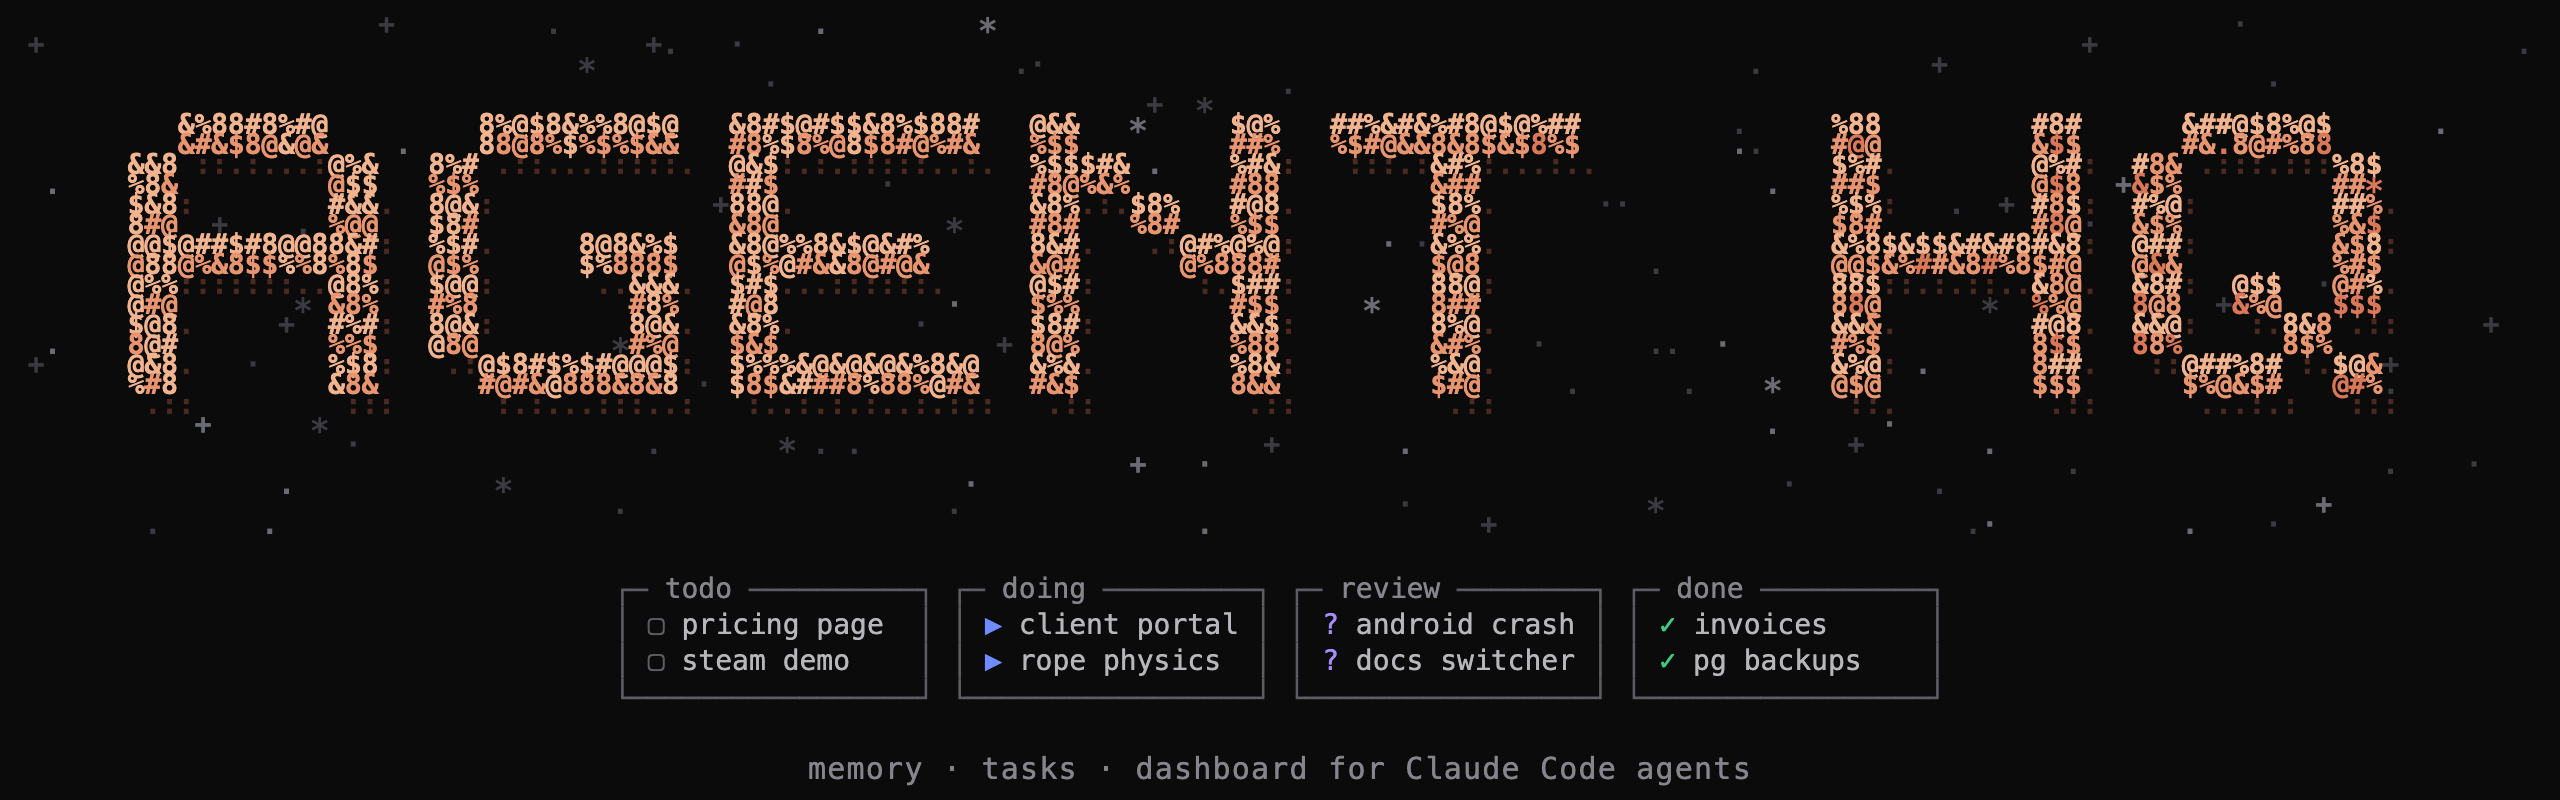 AGENT HQ
todo
pricing page
steam demo
doing
▶ client portal
▶ rope physics
review
? android crash
? docs switcher
done
✓ invoices
✓ pg backups
memory · tasks · dashboard for Claude Code agents